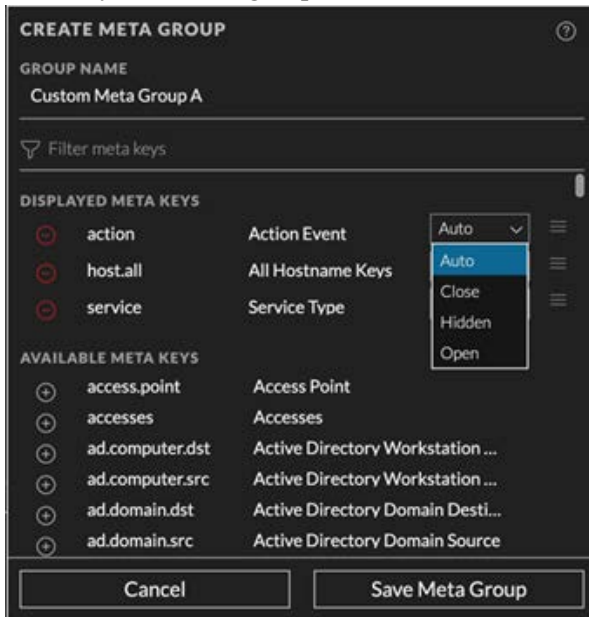 CREATE META GROUP
GROUP NAME
Custom Meta Group A
Filter meta keys
DISPLAYED META KEYS
action Action Event Auto
host.all All Hostname Keys Auto
service Service Type Close
Hidden
AVAILABLE META KEYS Open
access.point Access Point
accesses Accesses
ad.computer.dst Active Directory Workstation ...
ad.computer.src Active Directory Workstation ...
ad.domain.dst Active Directory Domain Desti...
ad.domain.src Active Directory Domain Source
Cancel Save Meta Group